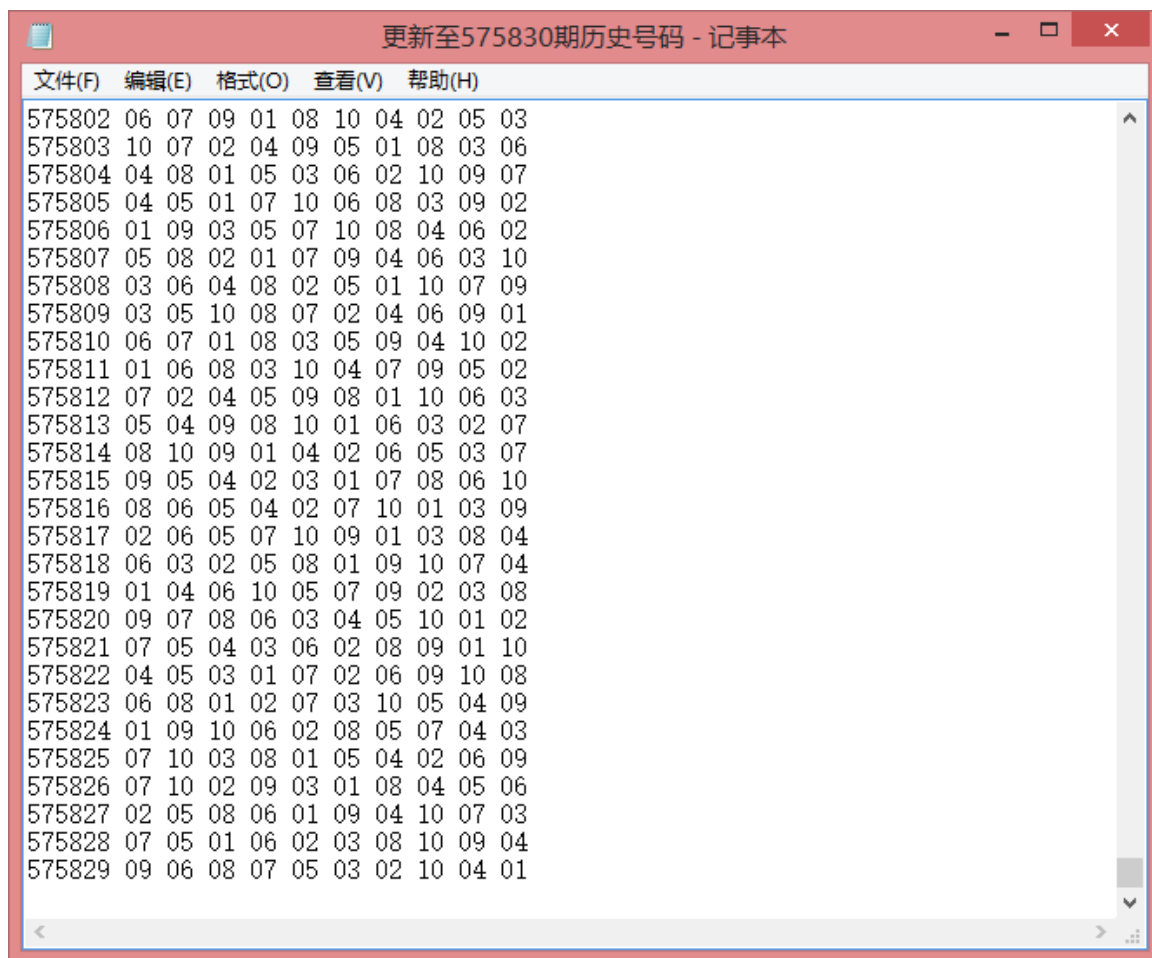 更新至575830期历史号码 - 记事本
文件(F) 编辑(E) 格式(O) 查看(V) 帮助(H)
575802 06 07 09 01 08 10 04 02 05 03
575803 10 07 02 04 09 05 01 08 03 06
575804 04 08 01 05 03 06 02 10 09 07
575805 04 05 01 07 10 06 08 03 09 02
575806 01 09 03 05 07 10 08 04 06 02
575807 05 08 02 01 07 09 04 06 03 10
575808 03 06 04 08 02 05 01 10 07 09
575809 03 05 10 08 07 02 04 06 09 01
575810 06 07 01 08 03 05 09 04 10 02
575811 01 06 08 03 10 04 07 09 05 02
575812 07 02 04 05 09 08 01 10 06 03
575813 05 04 09 08 10 01 06 03 02 07
575814 08 10 09 01 04 02 06 05 03 07
575815 09 05 04 02 03 01 07 08 06 10
575816 08 06 05 04 02 07 10 01 03 09
575817 02 06 05 07 10 09 01 03 08 04
575818 06 03 02 05 08 01 09 10 07 04
575819 01 04 06 10 05 07 09 02 03 08
575820 09 07 08 06 03 04 05 10 01 02
575821 07 05 04 03 06 02 08 09 01 10
575822 04 05 03 01 07 02 06 09 10 08
575823 06 08 01 02 07 03 10 05 04 09
575824 01 09 10 06 02 08 05 07 04 03
575825 07 10 03 08 01 05 04 02 06 09
575826 07 10 02 09 03 01 08 04 05 06
575827 02 05 08 06 01 09 04 10 07 03
575828 07 05 01 06 02 03 08 10 09 04
575829 09 06 08 07 05 03 02 10 04 01